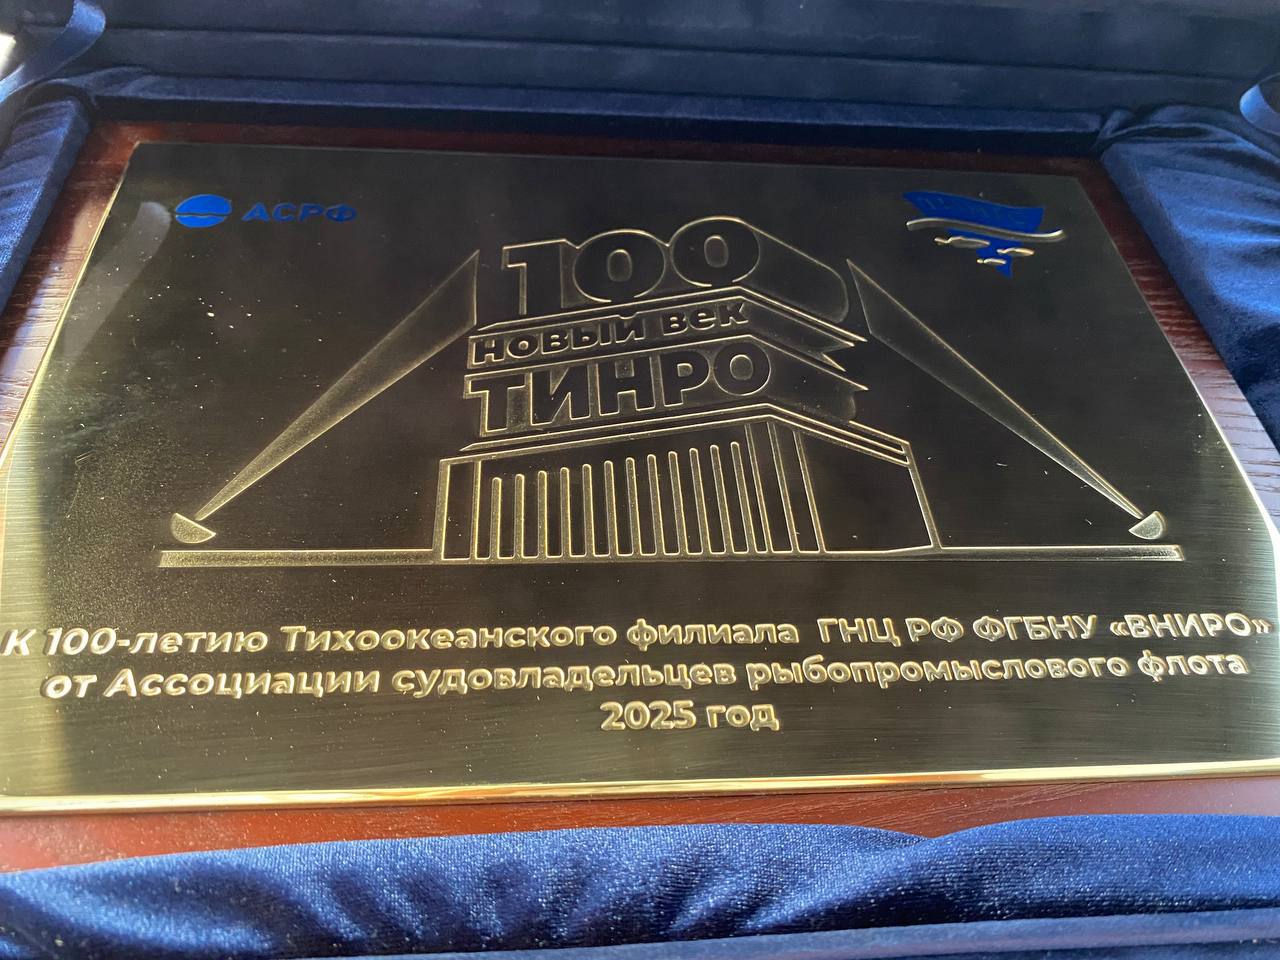 АСРФ
100
новый век
ТИНРО
К 100-летию Тихоокеанского филиала ГНЦ РФ ФГБНУ «ВНИРО»
от Ассоциации судовладельцев рыбопромыслового флота
2025 год